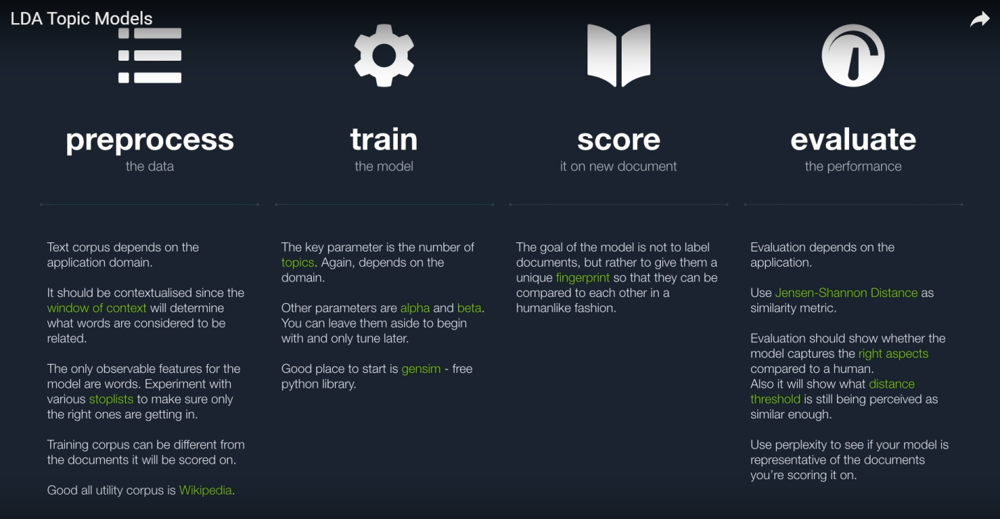 LDA Topic Models
preprocess
the data
Text corpus depends on the
application domain.
It should be contextualised since the
window of context will determine
what words are considered to be
related.
The only observable features for the
model are words. Experiment with
various stoplists to make sure only
the right ones are getting in.
Training corpus can be different from
the documents it will be scored on.
Good all utility corpus is Wikipedia.
train
the model
The key parameter is the number of
topics. Again, depends on the
domain.
Other parameters are alpha and beta.
You can leave them aside to begin
with and only tune later.
Good place to start is gensim - free
python library.
score
it on new document
The goal of the model is not to label
documents, but rather to give them a
unique fingerprint so that they can be
compared to each other in a
humanlike fashion.
evaluate
the performance
Evaluation depends on the
application.
Use Jensen-Shannon Distance as
similarity metric.
Evaluation should show whether the
model captures the right aspects
compared to a human.
Also it will show what distance
threshold is still being perceived as
similar enough.
Use perplexity to see if your model is
representative of the documents
you're scoring it on.